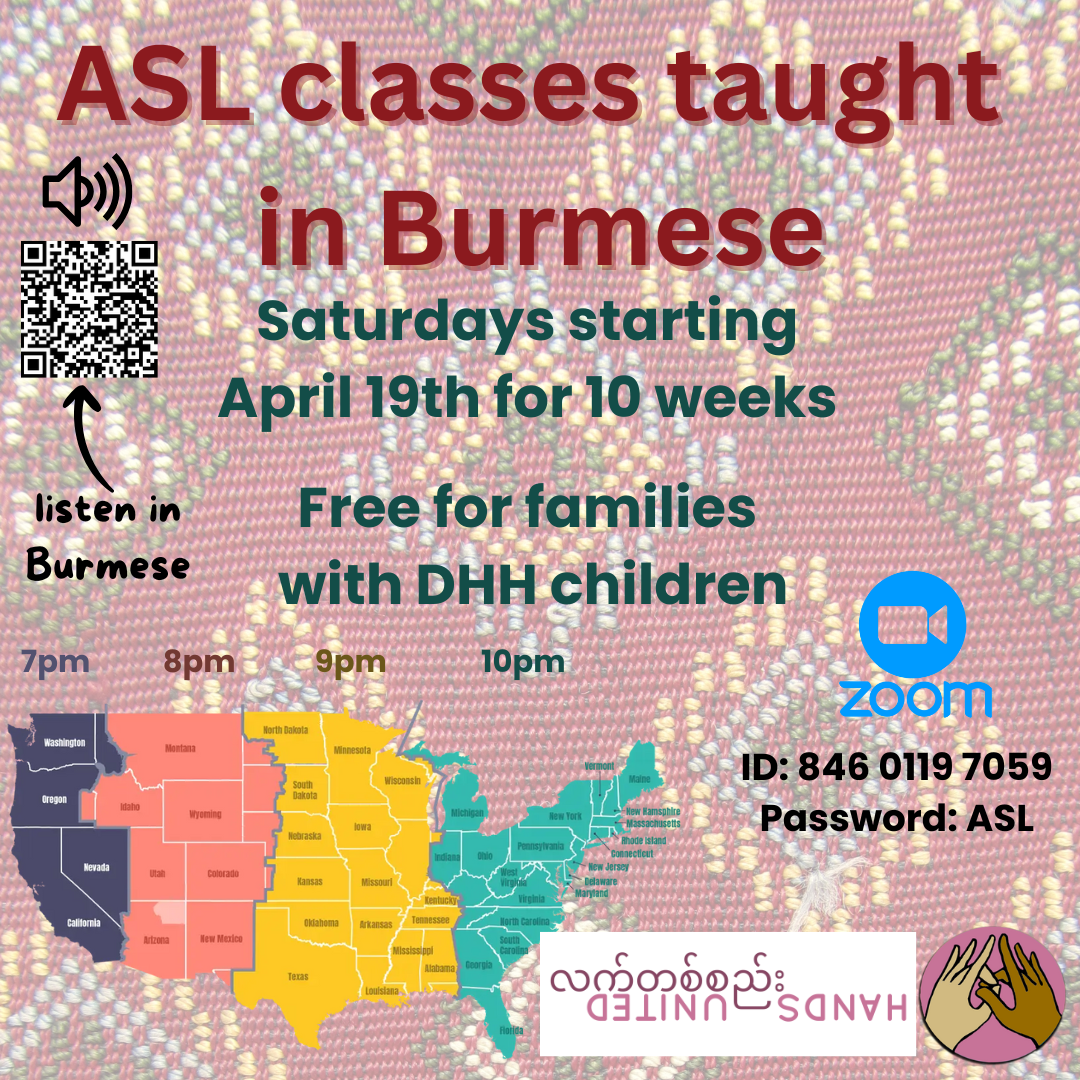 ASL classes taught
in Burmese
Saturdays starting
April 19th for 10 weeks
Free for families
with DHH children
listen in
Burmese
7pm 8pm 9pm 10pm
zoom
ID: 846 0119 7059
Password: ASL
Washington
Oregon
Nevada
California
Montana
Idaho
Wyoming
Utah
Colorado
Arizona
New Mexico
North Dakota
South
Dakota
Nebraska
Kansas
Oklahoma
Texas
Minnesota
Wisconsin
Iowa
Missouri
Arkansas
Louisiana
Kentucky
Tennessee
Mississippi
Alabama
Michigan
Indiana
Ohio
West
Virginia
Virginia
Pennsylvania
New York
Vermont
Maine
New Hampshire
Massachusetts
Rhode Island
Connecticut
New Jersey
Delaware
Maryland
North Carolina
South
Carolina
Georgia
Florida
လက်တစ်စည်း
HANDS UNITED